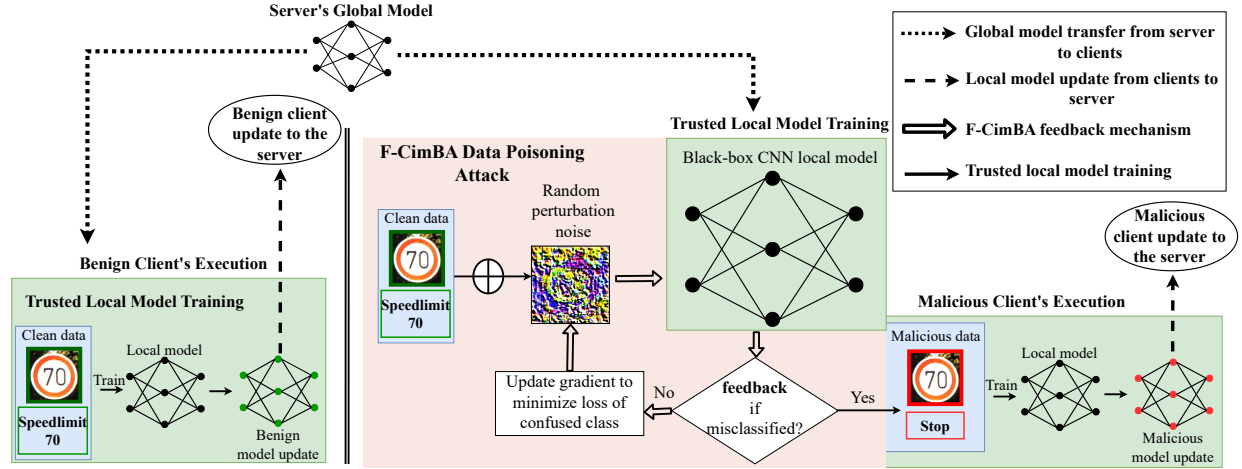 Server's Global Model
Global model transfer from server
to clients
Local model update from clients to
server
F-CimBA feedback mechanism
Trusted local model training
Benign client
update to the
server
Benign Client's Execution
Trusted Local Model Training
Clean data
70
Speedlimit
70
Train
Local model
Benign
model update
F-CimBA Data Poisoning
Attack
Clean data
70
Speedlimit
70
Random
perturbation
noise
Trusted Local Model Training
Black-box CNN local model
Update gradient to
minimize loss of
confused class
No
feedback
if
misclassified?
Yes
Malicious
client update to
the server
Malicious Client's Execution
Malicious data
70
Stop
Train
Local model
Malicious
model update